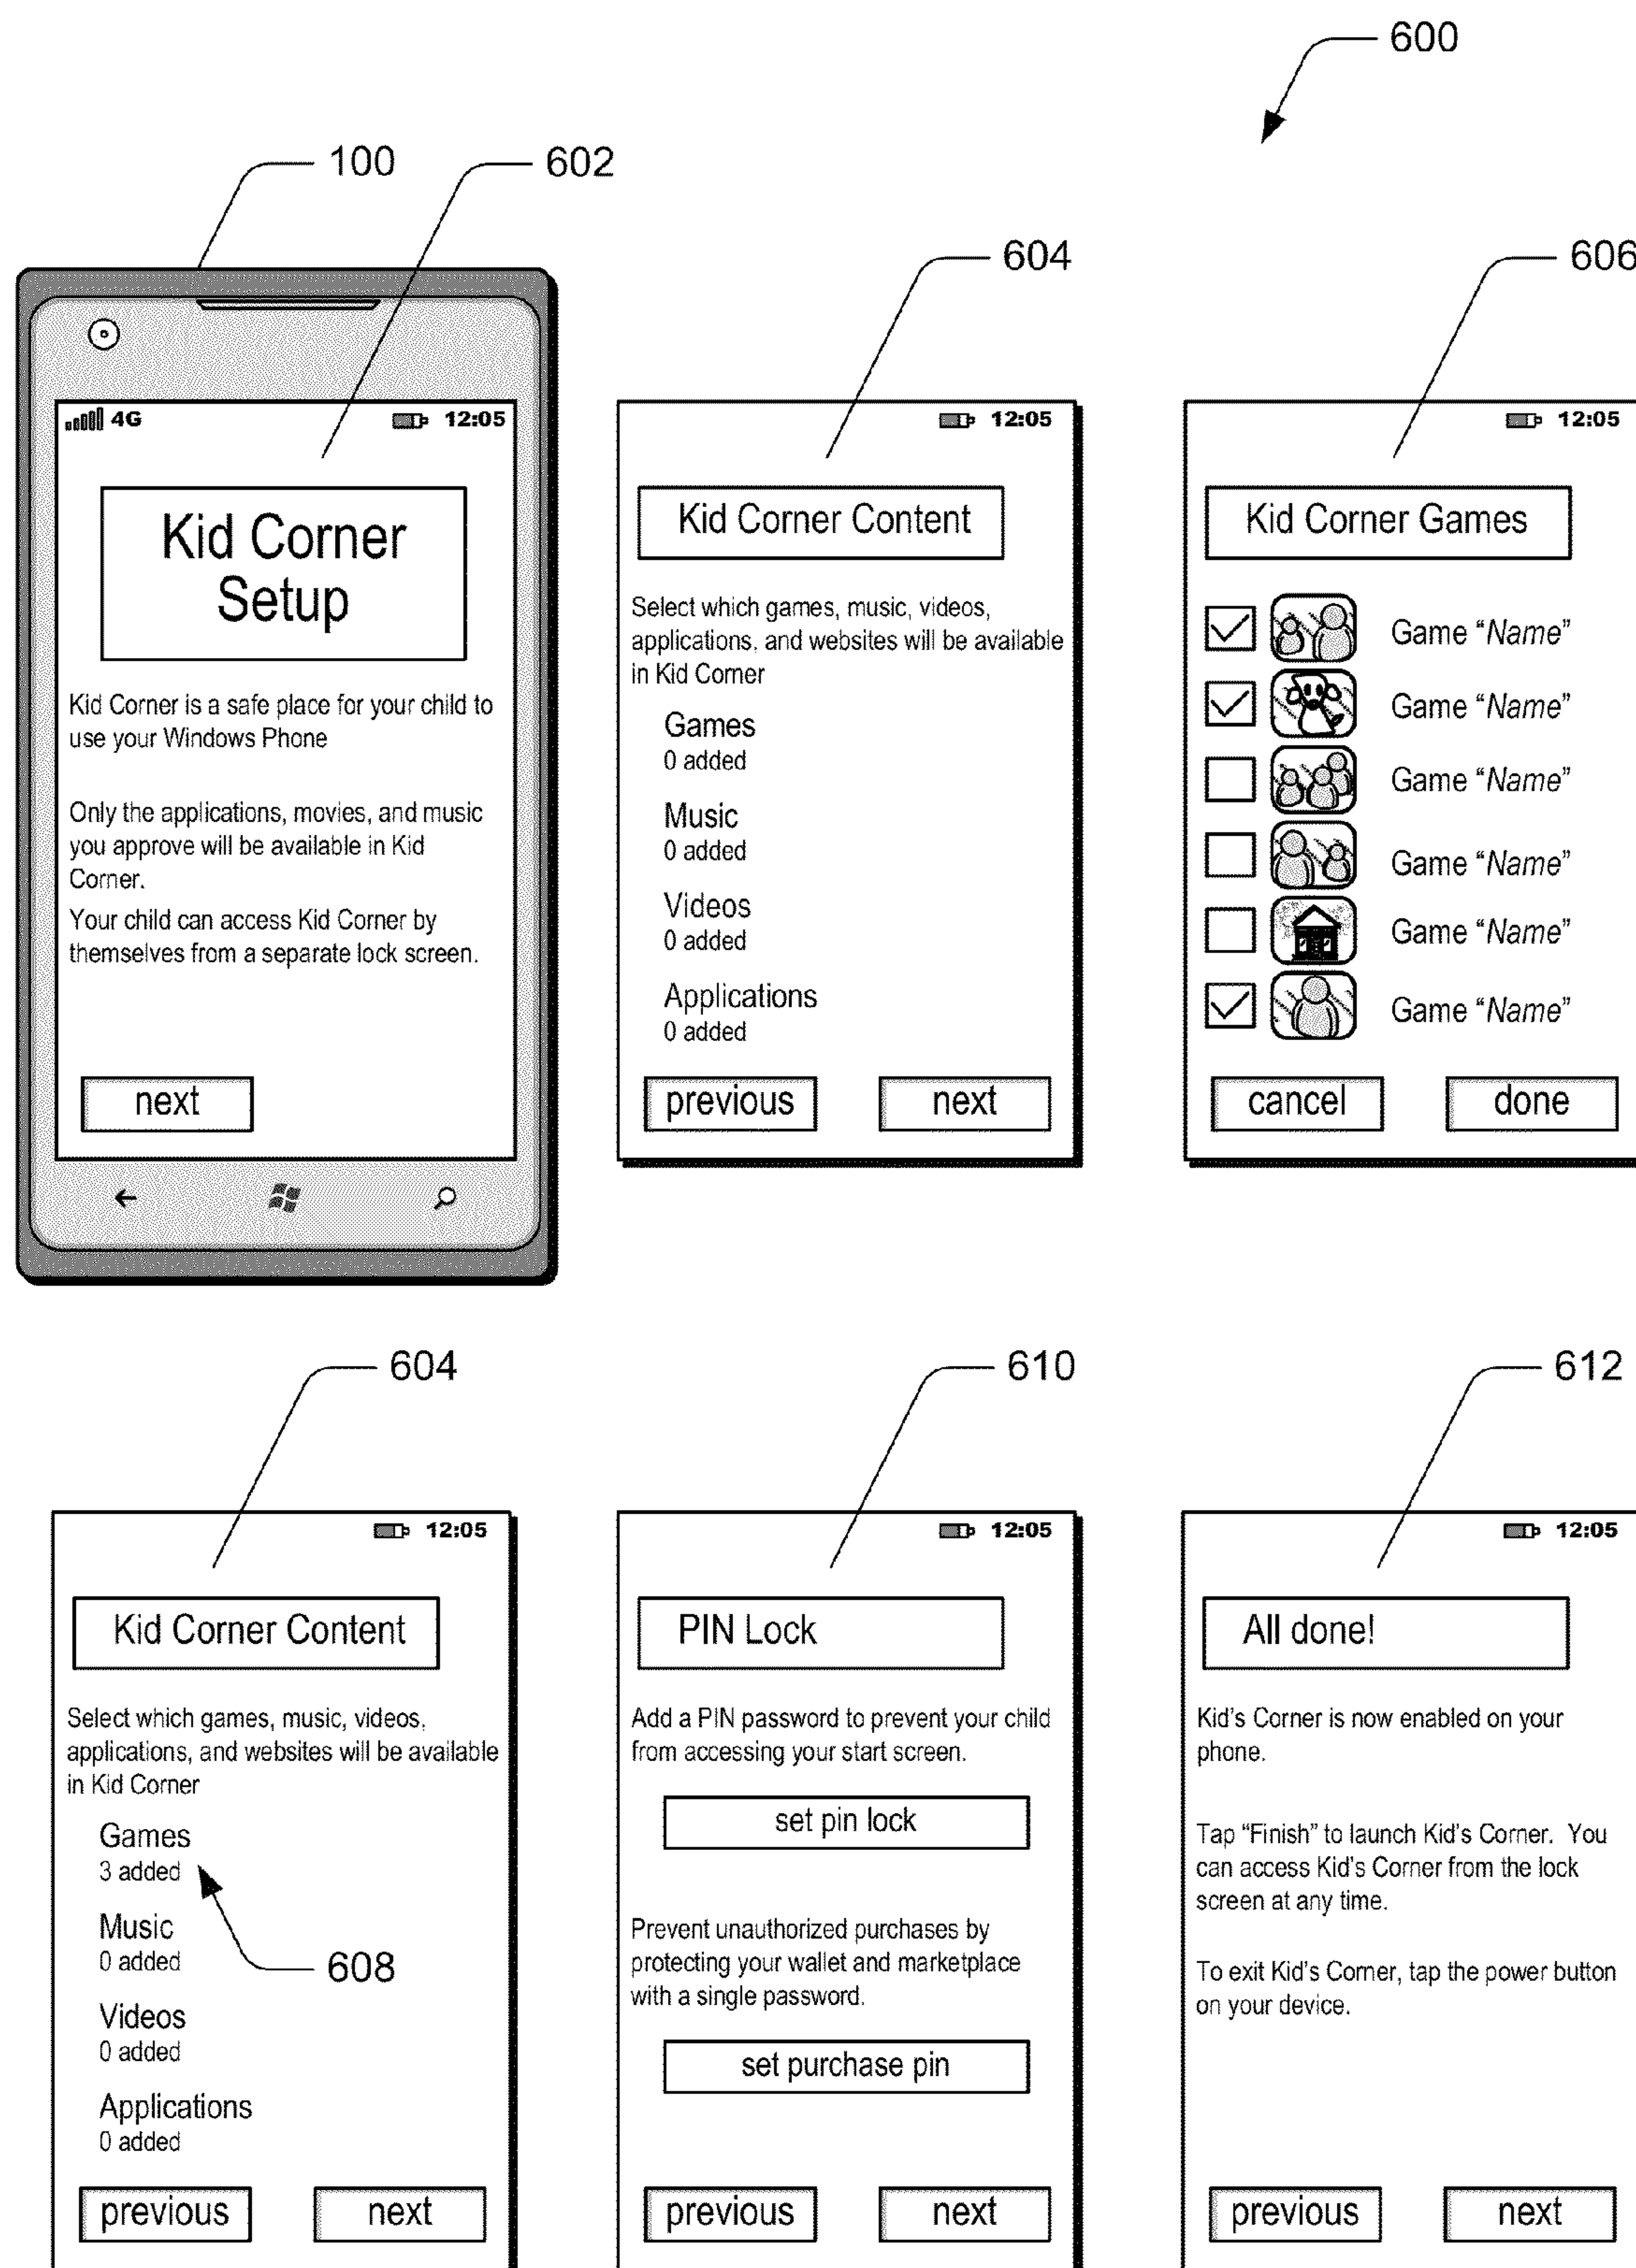 600
100
602
604
606
4G
12:05
Kid Corner
Setup
Kid Corner is a safe place for your child to
use your Windows Phone
Only the applications, movies, and music
you approve will be available in Kid
Corner.
Your child can access Kid Corner by
themselves from a separate lock screen.
next
12:05
Kid Corner Content
Select which games, music, videos,
applications, and websites will be available
in Kid Corner
Games
0 added
Music
0 added
Videos
0 added
Applications
0 added
previous
next
12:05
Kid Corner Games
Game “Name”
Game “Name”
Game “Name”
Game “Name”
Game “Name”
Game “Name”
cancel
done
604
610
612
12:05
Kid Corner Content
Select which games, music, videos,
applications, and websites will be available
in Kid Corner
Games
3 added
608
Music
0 added
Videos
0 added
Applications
0 added
previous
next
12:05
PIN Lock
Add a PIN password to prevent your child
from accessing your start screen.
set pin lock
Prevent unauthorized purchases by
protecting your wallet and marketplace
with a single password.
set purchase pin
previous
next
12:05
All done!
Kid’s Corner is now enabled on your
phone.
Tap “Finish” to launch Kid’s Corner. You
can access Kid’s Corner from the lock
screen at any time.
To exit Kid’s Corner, tap the power button
on your device.
previous
next